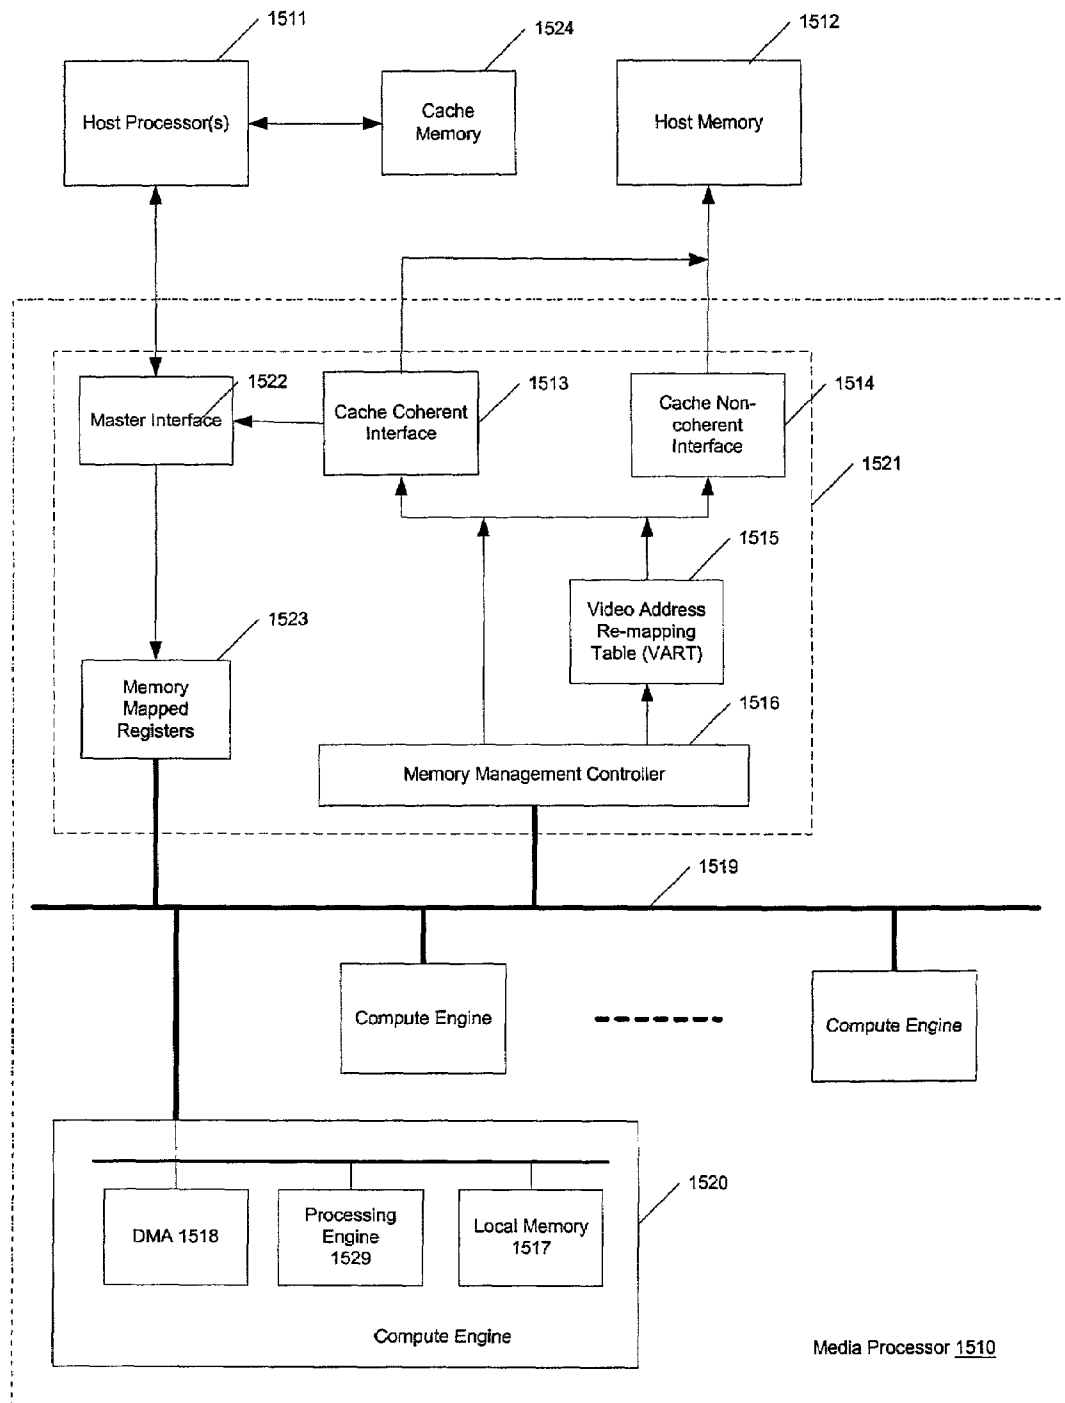 1511
1524
1512
Host Processor(s)
Cache
Memory
Host Memory
1522
1513
1514
Master Interface
Cache Coherent
Interface
Cache Non-
coherent
Interface
1521
1515
Video Address
Re-mapping
Table (VART)
1523
Memory
Mapped
Registers
1516
Memory Management Controller
1519
Compute Engine
Compute Engine
1520
DMA 1518
Processing
Engine
1529
Local Memory
1517
Compute Engine
Media Processor 1510